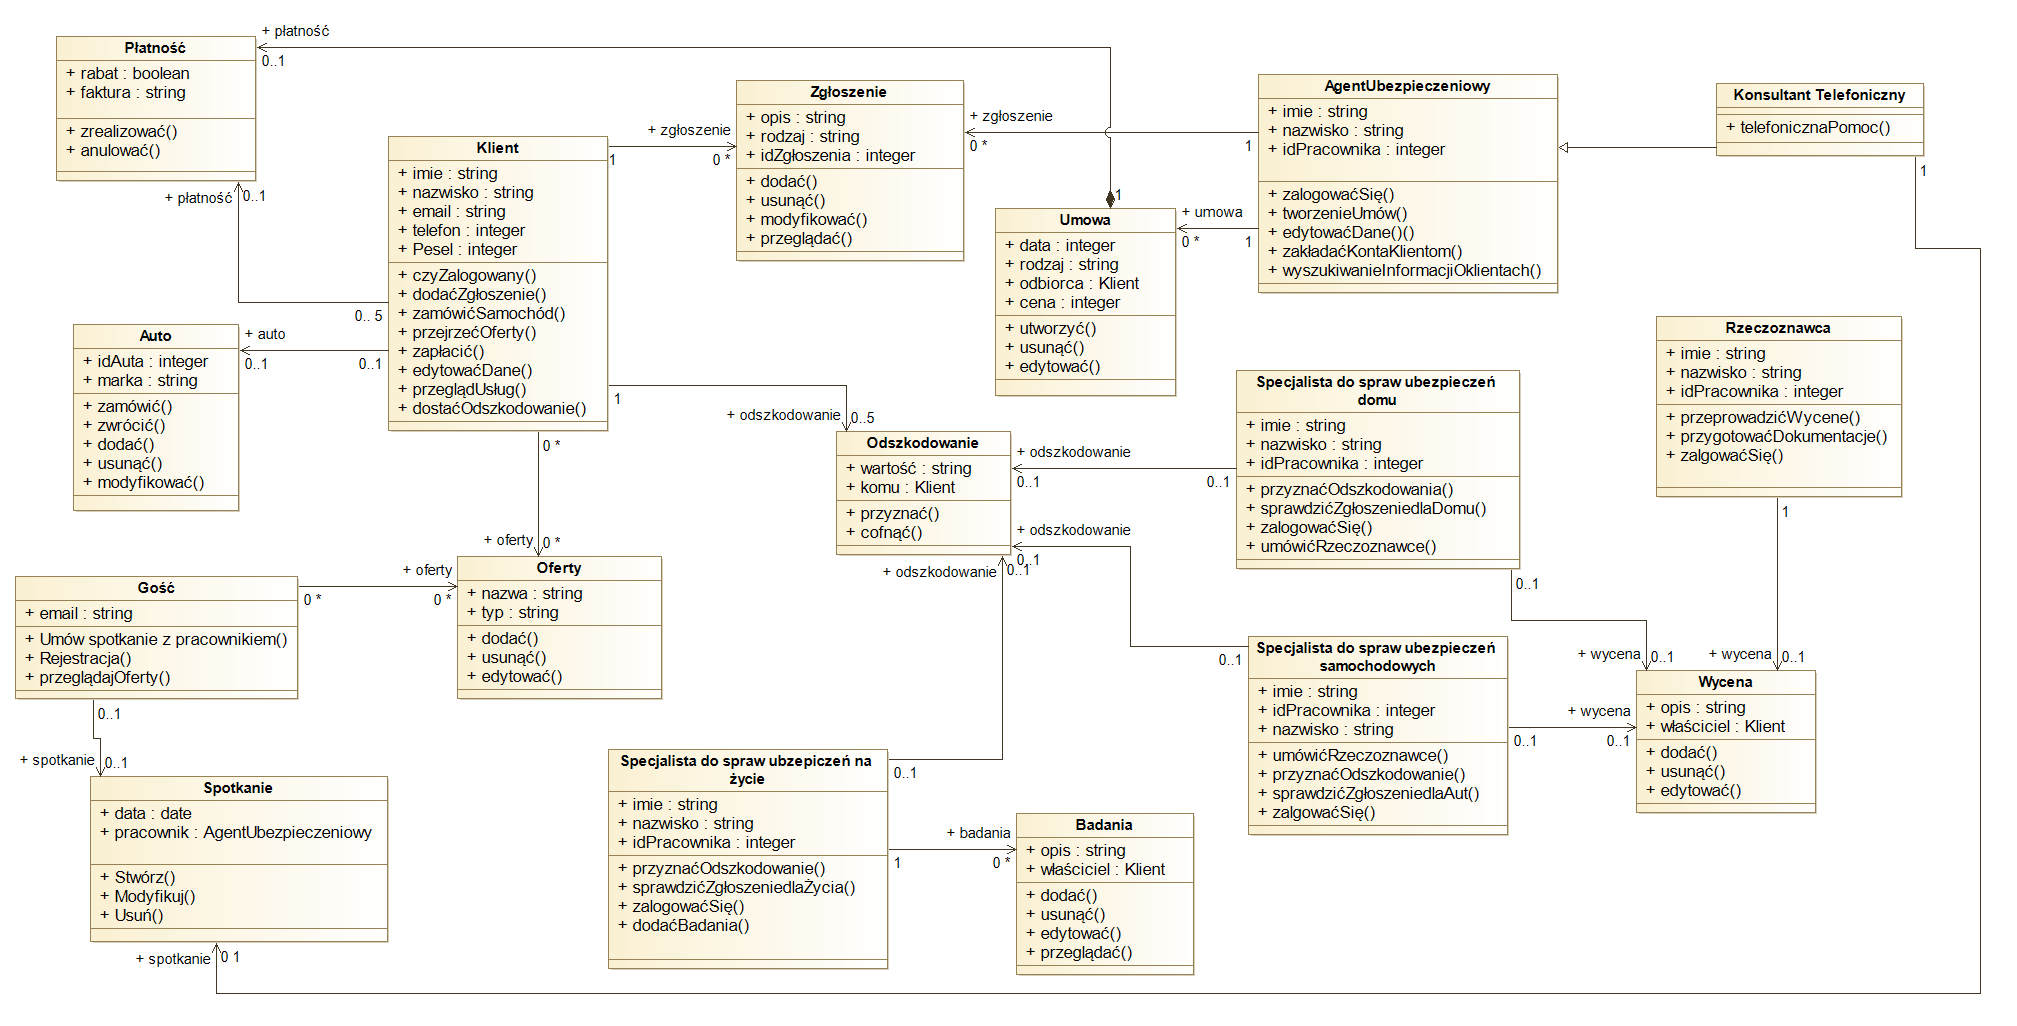 + płatność
0..1
Płatność
+ rabat : boolean
+ faktura : string
+ zrealizować()
+ anulować()
+ płatność
0..1
Klient
+ imie : string
+ nazwisko : string
+ email : string
+ telefon : integer
+ Pesel : integer
+ czyZalogowany()
+ dodaćZgłoszenie()
+ zamówićSamochód()
+ przejrzećOferty()
+ zapłacić()
+ edytowaćDane()
+ przeglądUsług()
+ dostaćOdszkodowanie()
0.. 5
1
+ zgłoszenie
0 *
Zgłoszenie
+ opis : string
+ rodzaj : string
+ idZgłoszenia : integer
+ dodać()
+ usunąć()
+ modyfikować()
+ przeglądać()
+ zgłoszenie
0 *
1
AgentUbezpieczeniowy
+ imie : string
+ nazwisko : string
+ idPracownika : integer
+ zalogowaćSię()
+ tworzenieUmów()
+ edytowaćDane()()
+ zakładaćKontaKlientom()
+ wyszukiwanieInformacjiOklientach()
Konsultant Telefoniczny
+ telefonicznaPomoc()
1
1
Umowa
+ data : integer
+ rodzaj : string
+ odbiorca : Klient
+ cena : integer
+ utworzyć()
+ usunąć()
+ edytować()
+ umowa
0 *
1
Auto
+ idAuta : integer
+ marka : string
+ zamówić()
+ zwrócić()
+ dodać()
+ usunąć()
+ modyfikować()
+ auto
0..1
0..1
1
+ odszkodowanie
0..5
0 *
+ oferty
0 *
Odszkodowanie
+ wartość : string
+ komu : Klient
+ przyznać()
+ cofnąć()
+ odszkodowanie
0..1
0..1
+ odszkodowanie
0..1
0..1
+ odszkodowanie
0..1
Specjalista do spraw ubezpieczeń
domu
+ imie : string
+ nazwisko : string
+ idPracownika : integer
+ przyznaćOdszkodowania()
+ sprawdzićZgłoszeniedlaDomu()
+ zalogowaćSię()
+ umówićRzeczoznawce()
0..1
Rzeczoznawca
+ imie : string
+ nazwisko : string
+ idPracownika : integer
+ przeprowadzićWycene()
+ przygotowaćDokumentacje()
+ zalgowaćSię()
1
Gość
+ email : string
+ Umów spotkanie z pracownikiem()
+ Rejestracja()
+ przeglądajOferty()
0 *
+ oferty
0 *
Oferty
+ nazwa : string
+ typ : string
+ dodać()
+ usunąć()
+ edytować()
0..1
+ spotkanie
0..1
Specjalista do spraw ubezpieczeń
samochodowych
+ imie : string
+ idPracownika : integer
+ nazwisko : string
+ umówićRzeczoznawce()
+ przyznaćOdszkodowanie()
+ sprawdzićZgłoszeniedlaAut()
+ zalgowaćSię()
0..1
+ wycena
0..1
+ wycena
0..1
+ wycena
0..1
Wycena
+ opis : string
+ właściciel : Klient
+ dodać()
+ usunąć()
+ edytować()
Spotkanie
+ data : date
+ pracownik : AgentUbezpieczeniowy
+ Stwórz()
+ Modyfikuj()
+ Usuń()
+ spotkanie
0 1
Specjalista do spraw ubzepiczeń na
życie
+ imie : string
+ nazwisko : string
+ idPracownika : integer
+ przyznaćOdszkodowanie()
+ sprawdzićZgłoszeniedlaŻycia()
+ zalogowaćSię()
+ dodaćBadania()
0..1
1
+ badania
0 *
Badania
+ opis : string
+ właściciel : Klient
+ dodać()
+ usunąć()
+ edytować()
+ przeglądać()